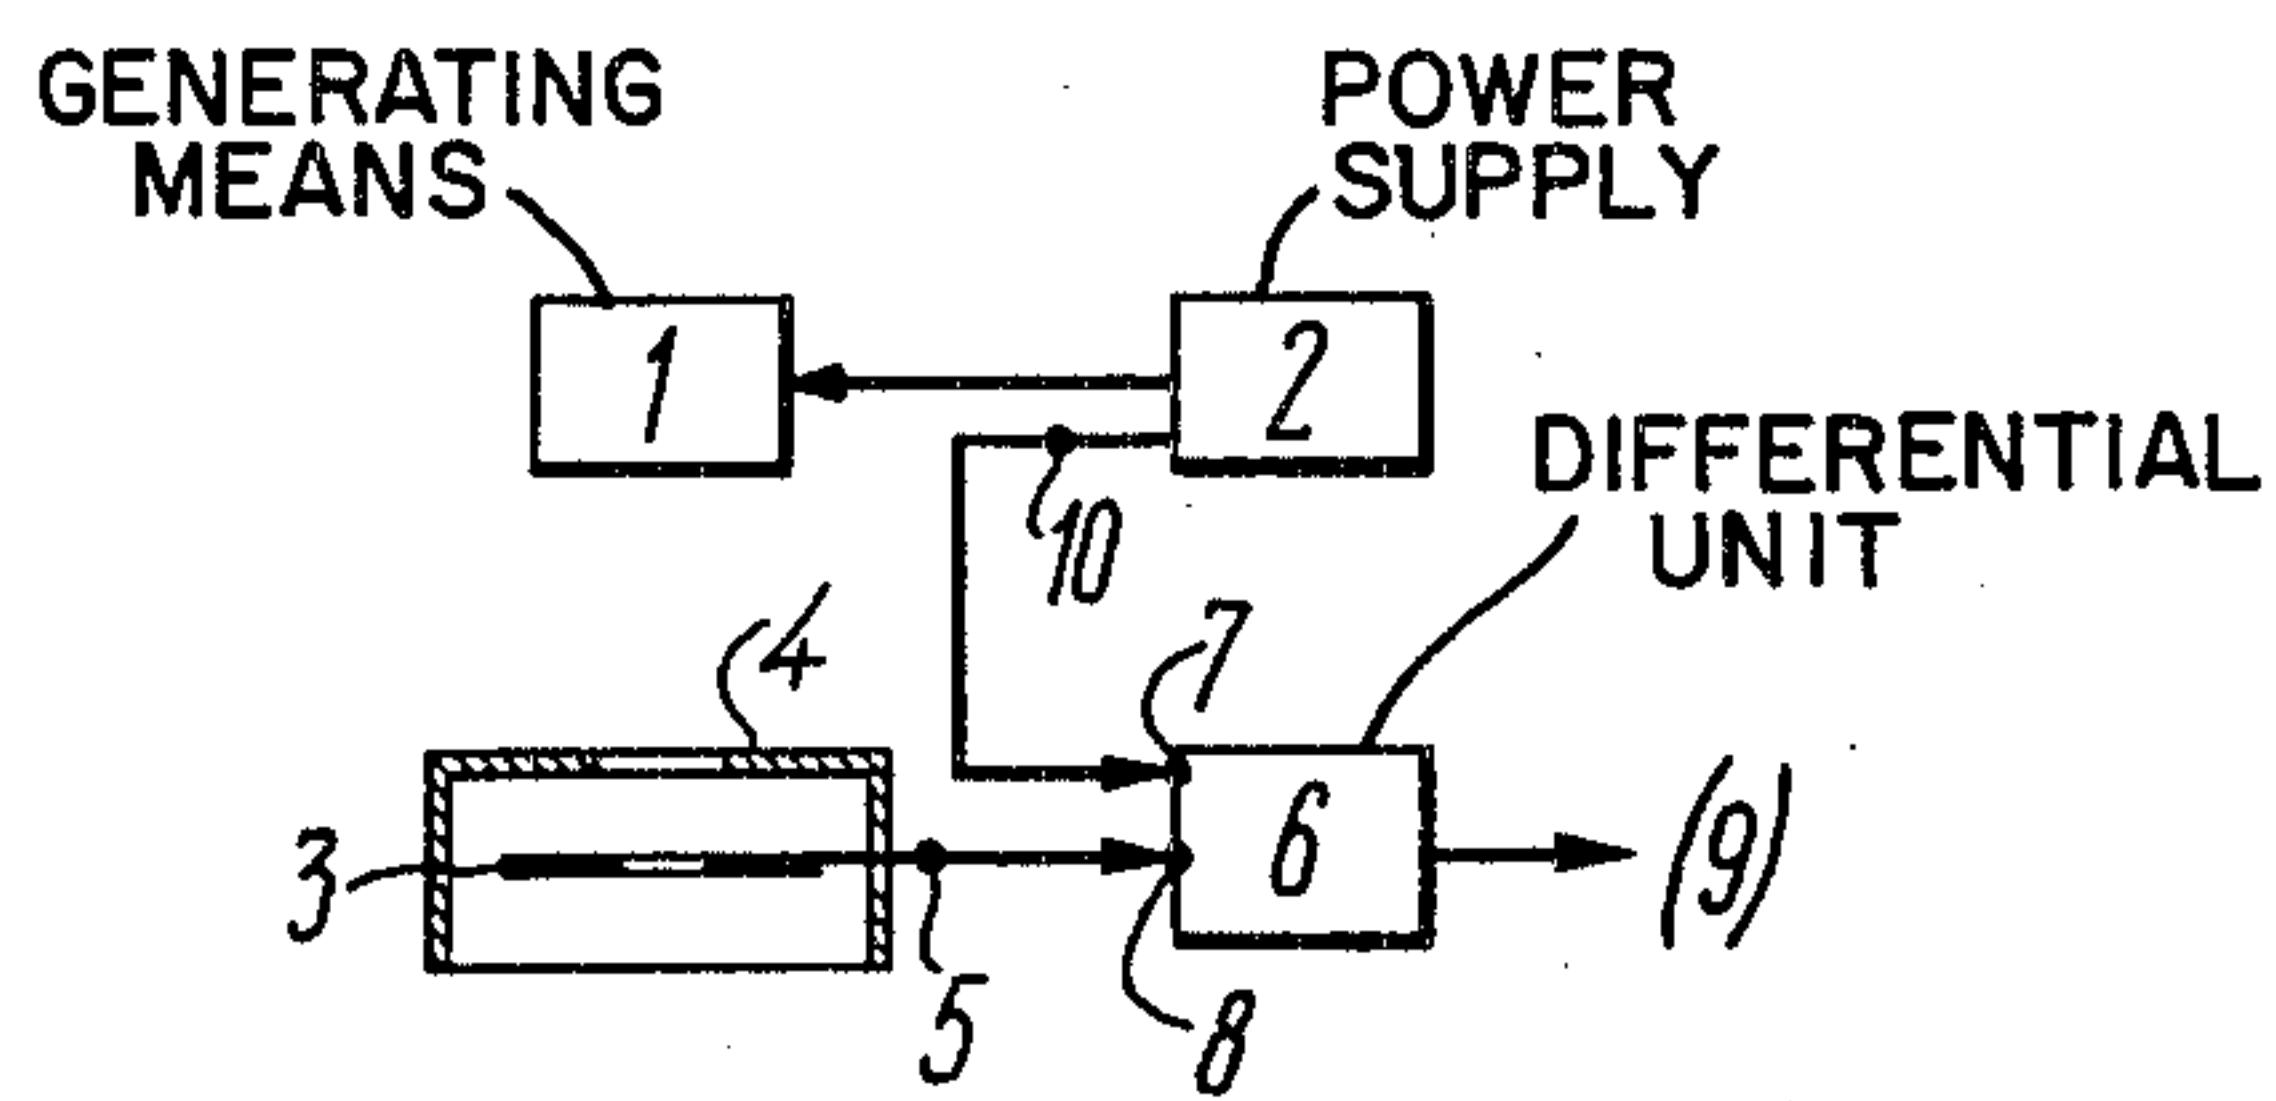 GENERATING
MEANS
POWER
SUPPLY
1
2
DIFFERENTIAL
UNIT
10
4
7
3
6
(9)
5
8